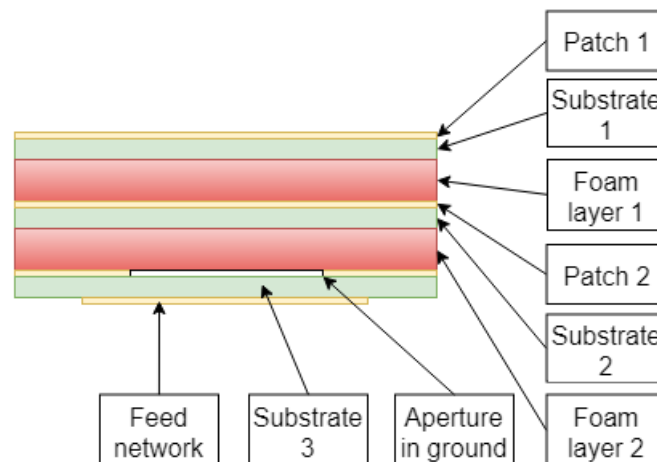 Patch 1
Substrate
1
Foam
layer 1
Patch 2
Substrate
2
Foam
layer 2
Feed
network
Substrate
3
Aperture
in ground